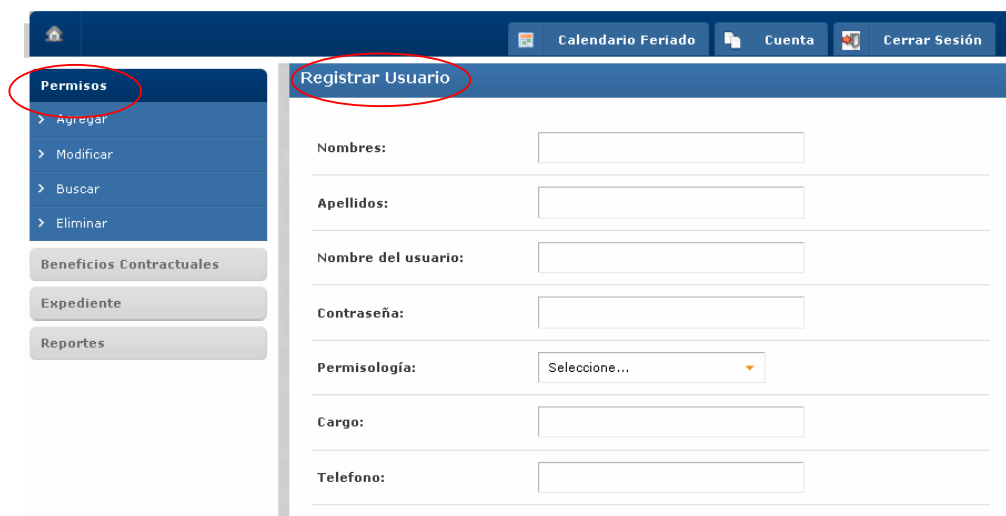 Calendario Feriado Cuenta Cerrar Sesión
Permisos
> Agregar
> Modificar
> Buscar
> Eliminar
Beneficios Contractuales
Expediente
Reportes
Registrar Usuario
Nombres:
Apellidos:
Nombre del usuario:
Contraseña:
Permisología: Seleccione...
Cargo:
Telefono: